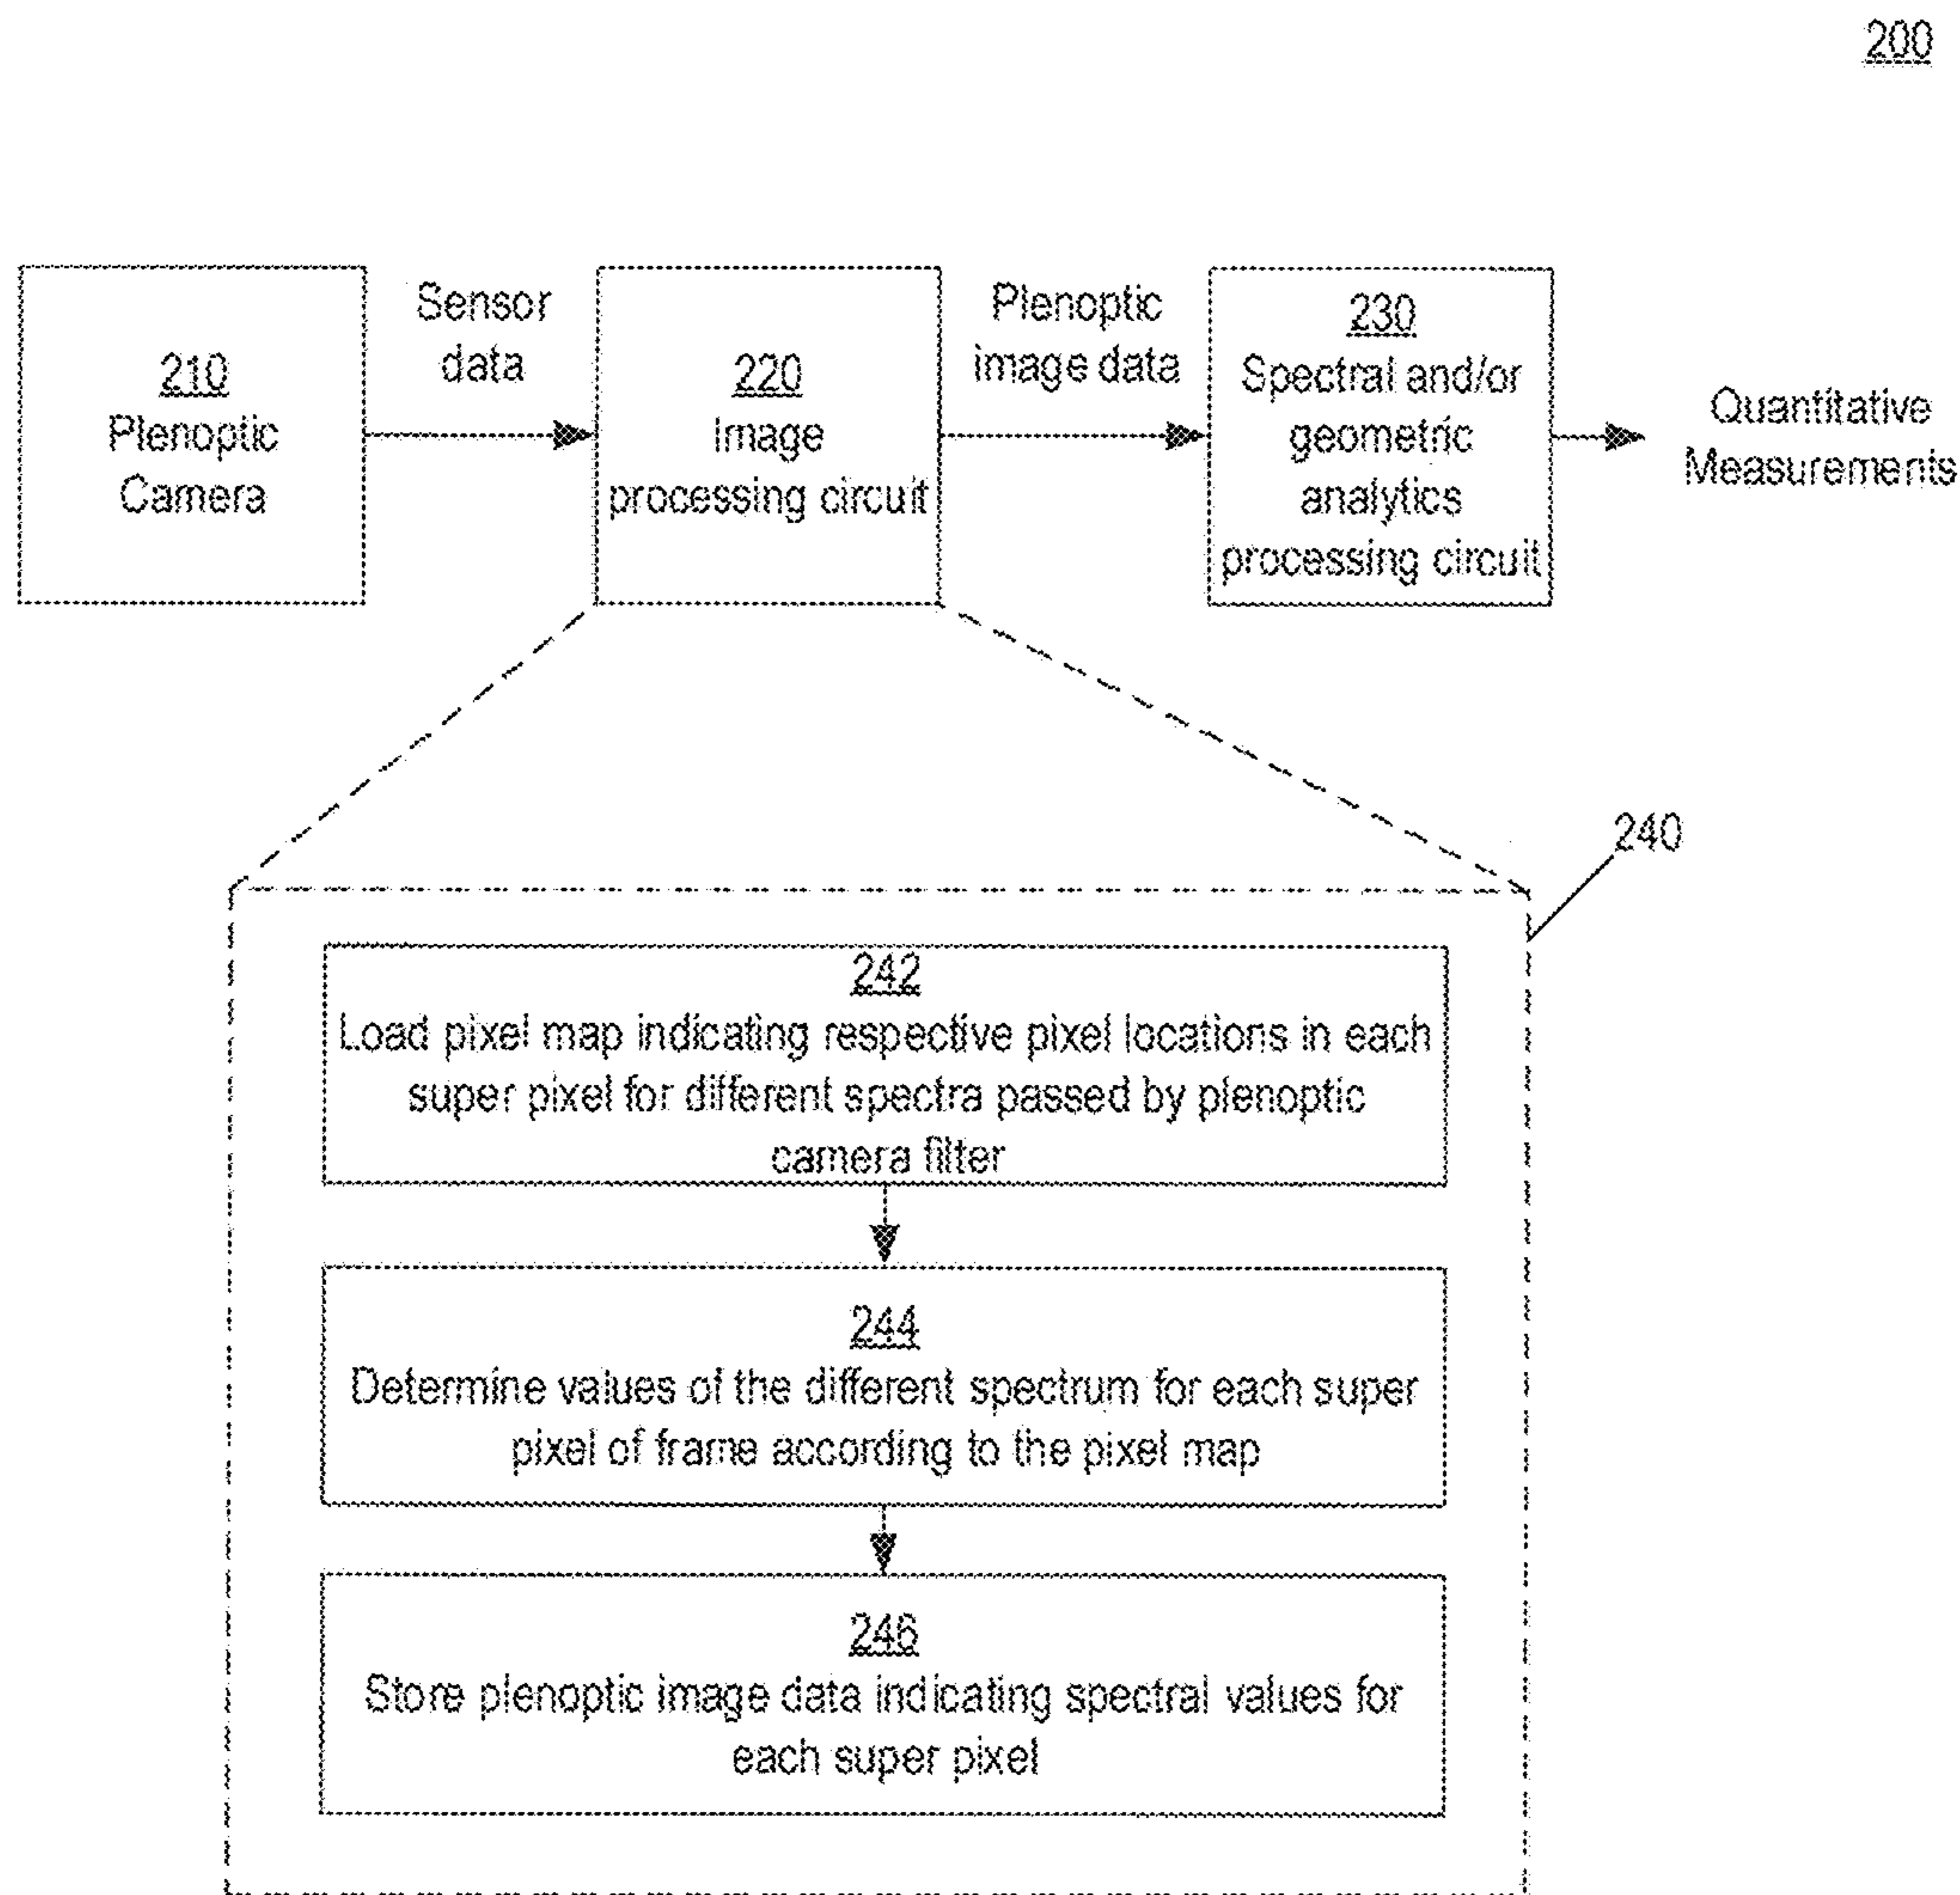 200
210
Plenoptic
Camera
Sensor
data
220
Image
processing circuit
Plenoptic
image data
230
Spectral and/or
geometric
analytics
processing circuit
Quantitative
Measurements
240
242
Load pixel map indicating respective pixel locations in each
super pixel for different spectra passed by plenoptic
camera filter
244
Determine values of the different spectrum for each super
pixel of frame according to the pixel map
246
Store plenoptic image data indicating spectral values for
each super pixel